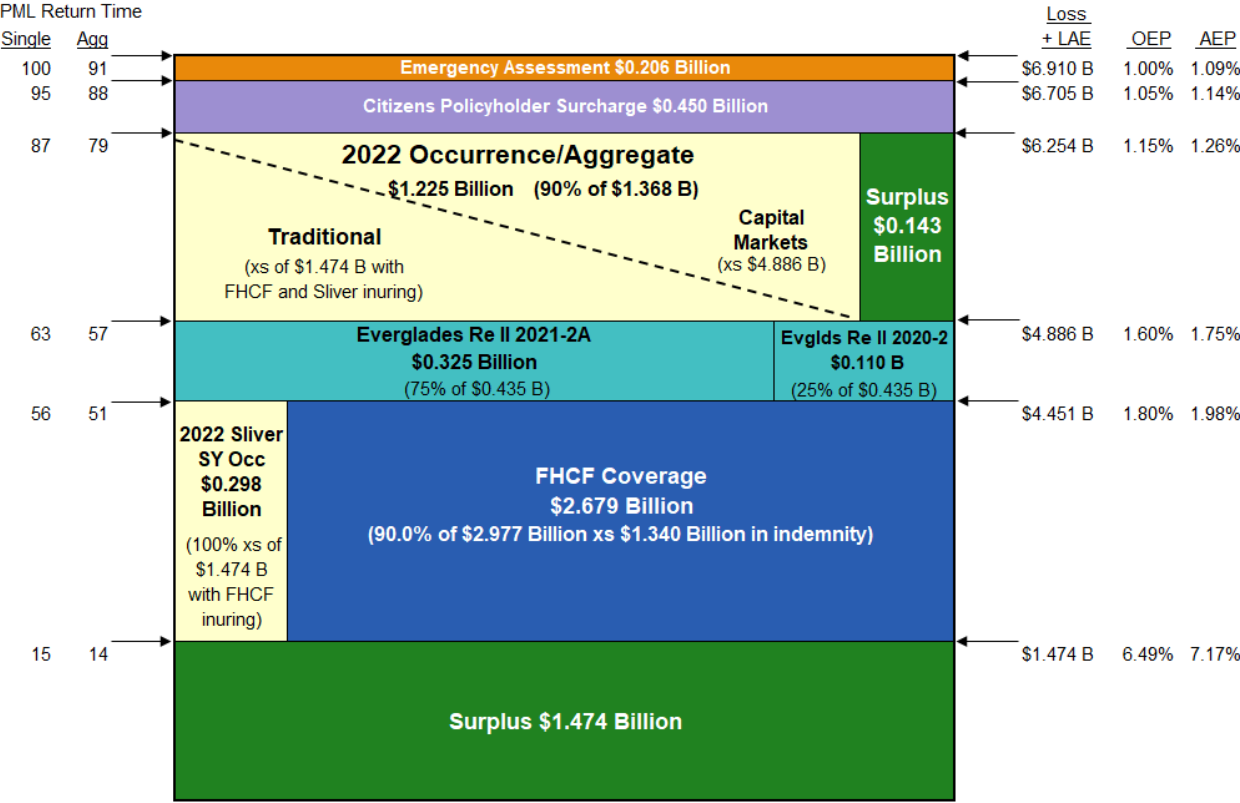 PML Return Time
Single Agg
Loss
+ LAE OEP AEP
100 91 Emergency Assessment $0.206 Billion $6.910 B 1.00% 1.09%
95 88 $6.705 B 1.05% 1.14%
Citizens Policyholder Surcharge $0.450 Billion
87 79 $6.254 B 1.15% 1.26%
2022 Occurrence/Aggregate
$1.225 Billion (90% of $1.368 B)
Traditional
(xs of $1.474 B with
FHCF and Sliver inuring)
Capital
Markets
(xs $4.886 B)
Surplus
$0.143
Billion
63 57 $4.886 B 1.60% 1.75%
Everglades Re II 2021-2A
$0.325 Billion
(75% of $0.435 B)
Evglds Re II 2020-2
$0.110 B
(25% of $0.435 B)
56 51 $4.451 B 1.80% 1.98%
2022 Sliver
SY Occ
$0.298
Billion
(100% xs of
$1.474 B
with FHCF
inuring)
FHCF Coverage
$2.679 Billion
(90.0% of $2.977 Billion xs $1.340 Billion in indemnity)
15 14 $1.474 B 6.49% 7.17%
Surplus $1.474 Billion